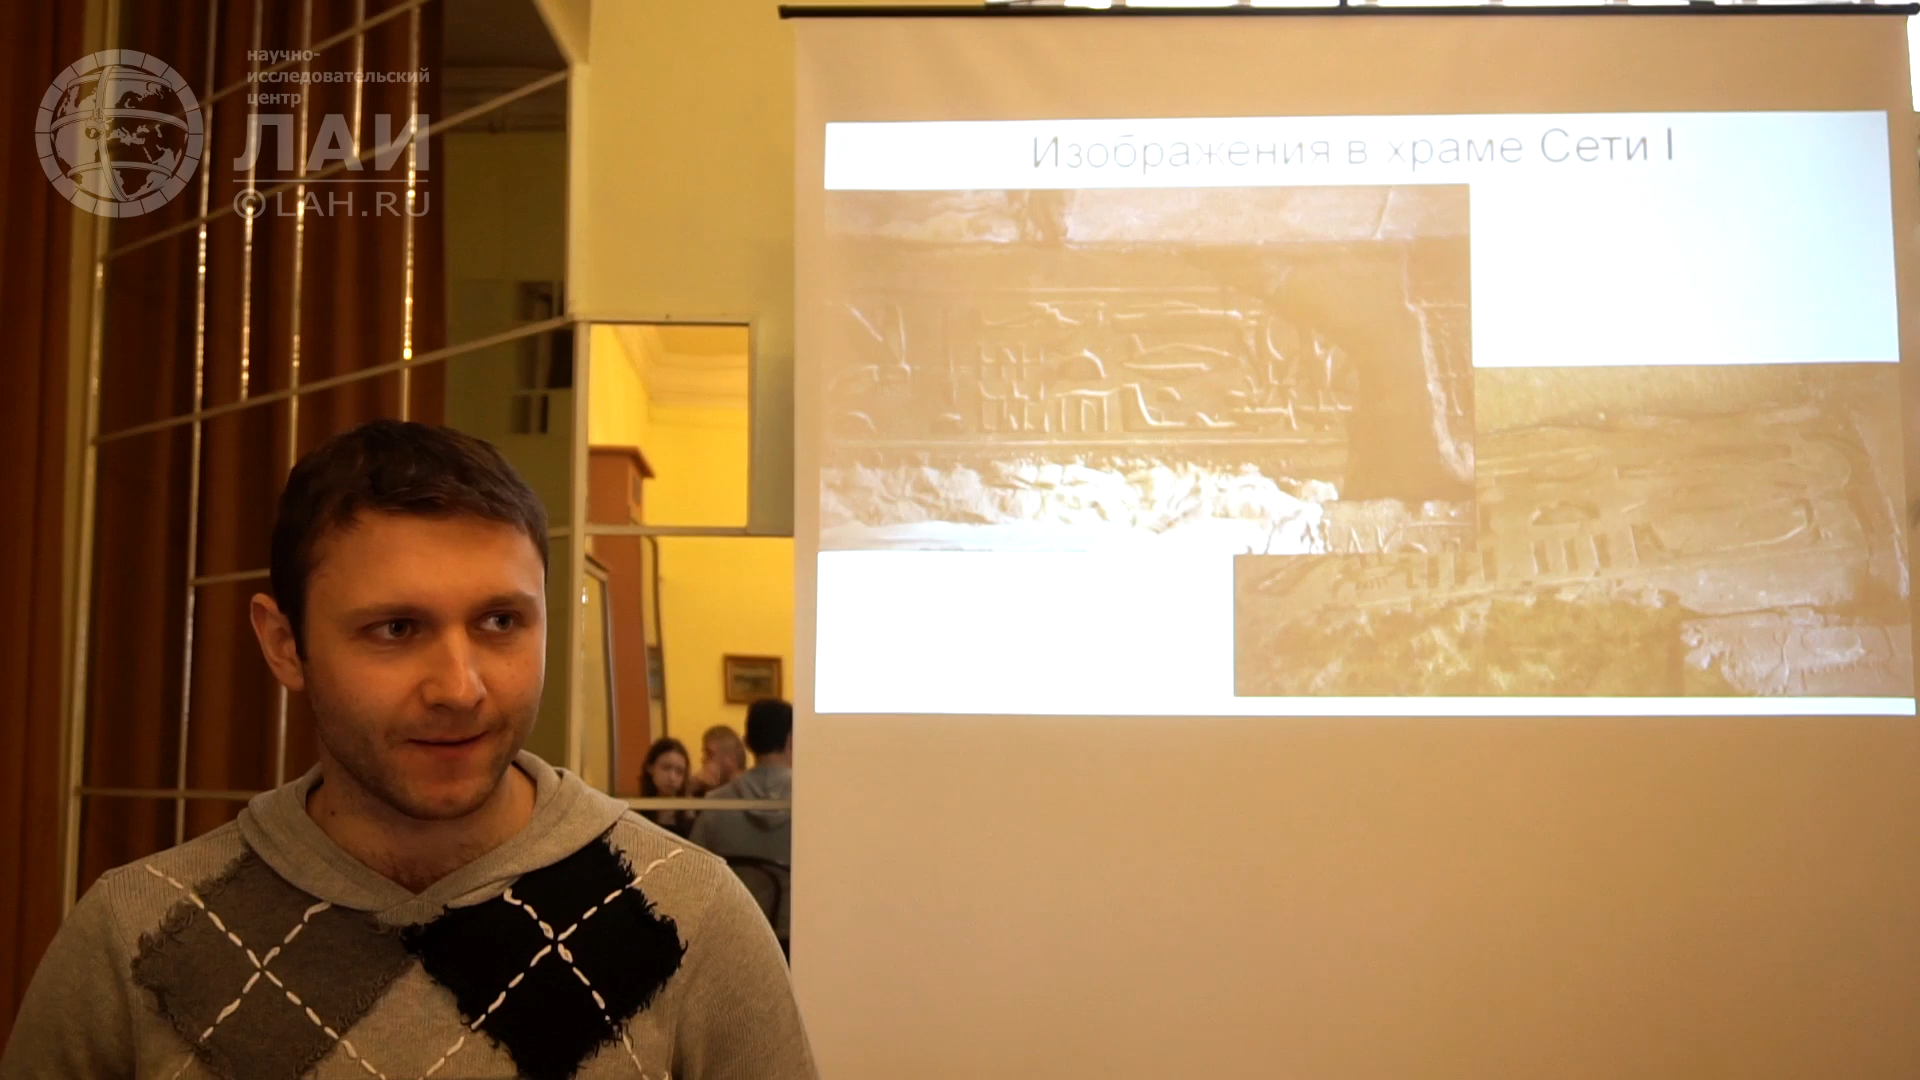 научно-
исследовательский
центр
ЛАИ
©LAH.RU
Изображения в храме Сети I